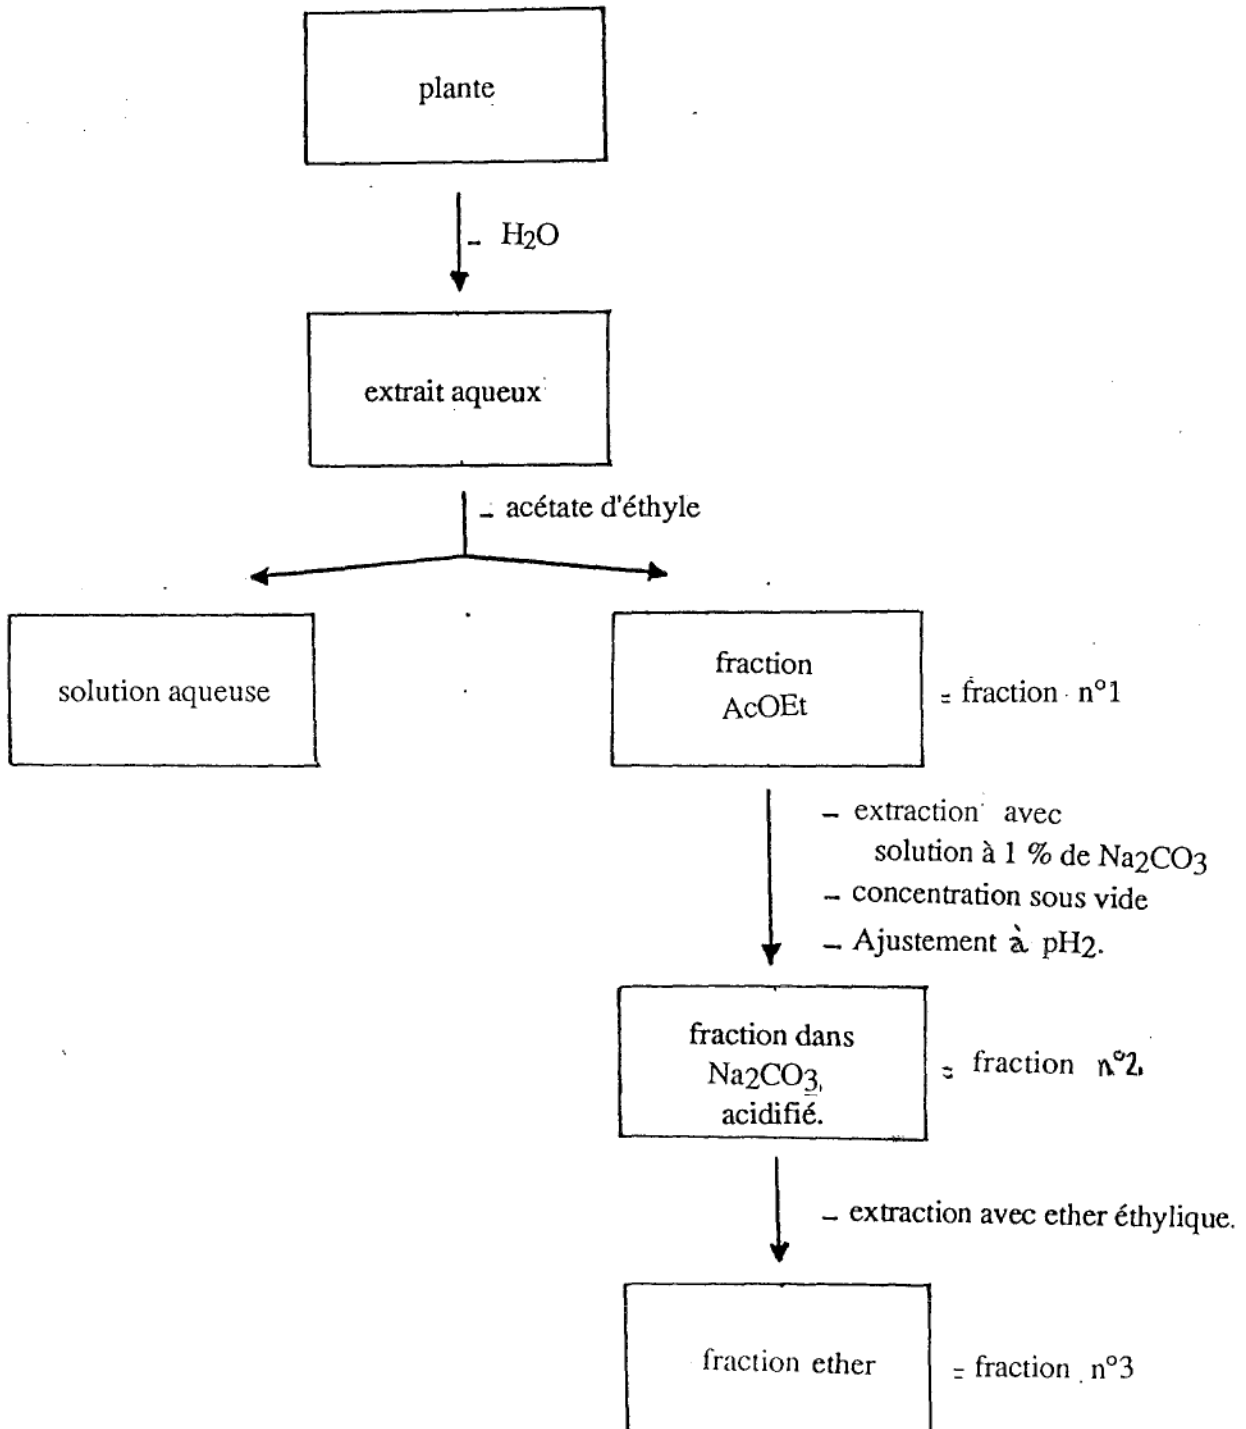 plante
- H2O
extrait aqueux
- acétate d'éthyle
solution aqueuse
fraction
AcOEt
= fraction n°1
- extraction avec
solution à 1 % de Na2CO3
- concentration sous vide
- Ajustement à pH2.
fraction dans
Na2CO3,
acidifié.
= fraction n°2
- extraction avec ether éthylique.
fraction ether
= fraction n°3